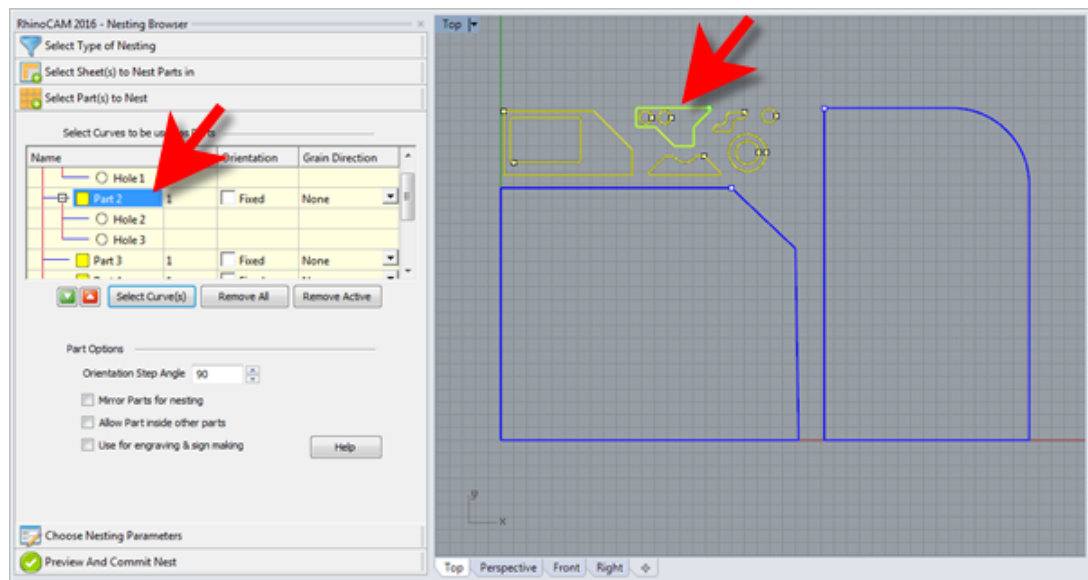 RhinoCAM 2016 - Nesting Browser
Select Type of Nesting
Select Sheet(s) to Nest Parts in
Select Part(s) to Nest
Select Curves to be used as Parts
Name Orientation Grain Direction
Hole 1
Part 2 1 Fixed None
Hole 2
Hole 3
Part 3 1 Fixed None
Select Curve(s) Remove All Remove Active
Part Options
Orientation Step Angle 90
Mirror Parts for nesting
Allow Part inside other parts
Use for engraving & sign making Help
Choose Nesting Parameters
Preview And Commit Nest
Top
y
x
Top Perspective Front Right